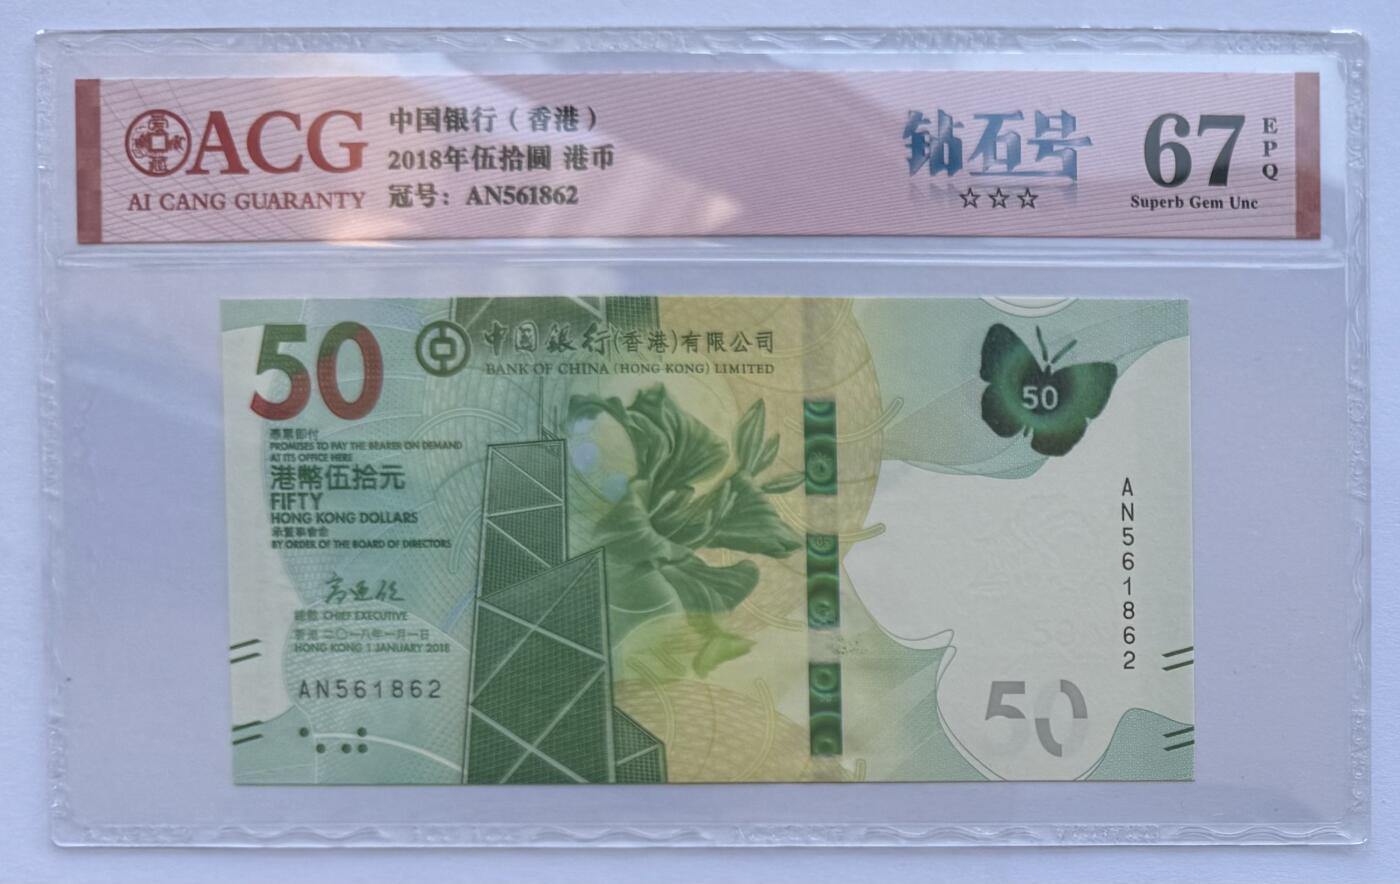 ACG
AI CANG GUARANTY
中国银行（香港）
2018年伍拾圆 港币
冠号：AN561862
钻石号
☆☆☆
67
EPQ
Superb Gem Unc
50
中国銀行(香港)有限公司
BANK OF CHINA (HONG KONG) LIMITED
憑票即付
PROMISES TO PAY THE BEARER ON DEMAND
AT ITS OFFICE HERE
港幣伍拾元
FIFTY
HONG KONG DOLLARS
承董事會命
BY ORDER OF THE BOARD OF DIRECTORS
總裁 CHIEF EXECUTIVE
香港 二〇一八年一月一日
HONG KONG 1 JANUARY 2018
AN561862
50
AN561862
50